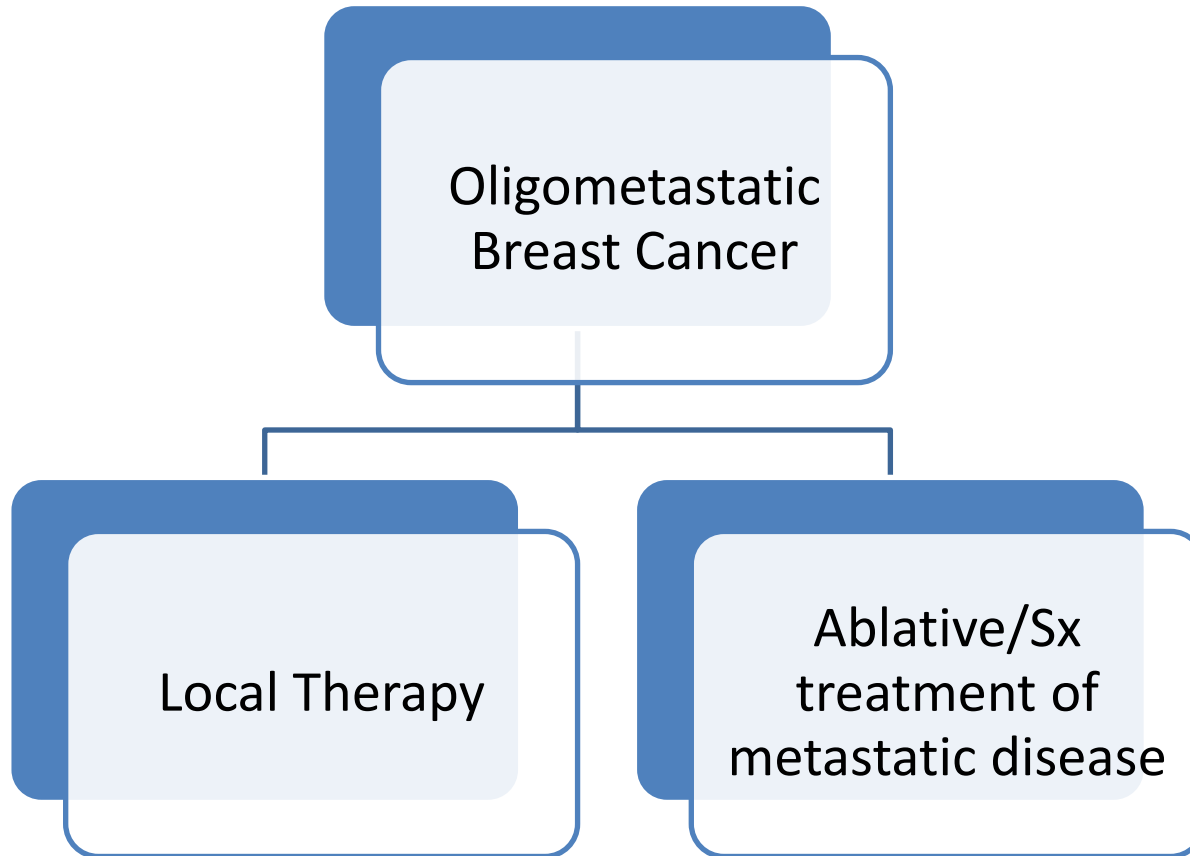 Oligometastatic
Breast Cancer
Local Therapy
Ablative/Sx
treatment of
metastatic disease